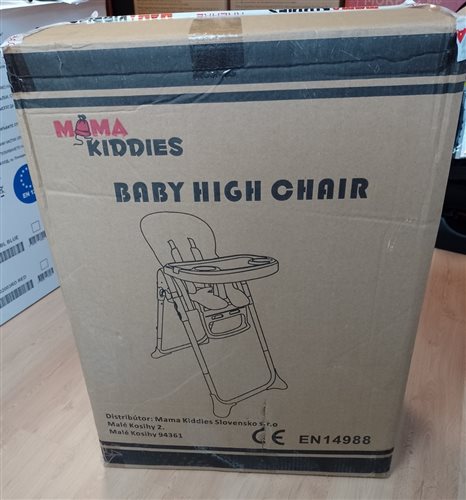 MAMA
KIDDIES
BABY HIGH CHAIR
Distribútor: Mama Kiddies Slovensko s.r.o
Malé Kosihy 2.
Malé Kosihy 94361
CE EN14988